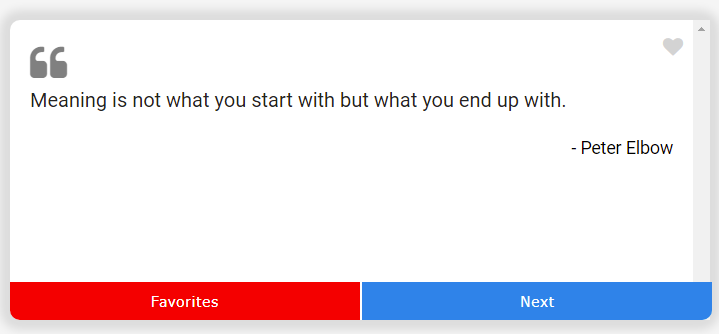 Meaning is not what you start with but what you end up with.
- Peter Elbow
Favorites
Next